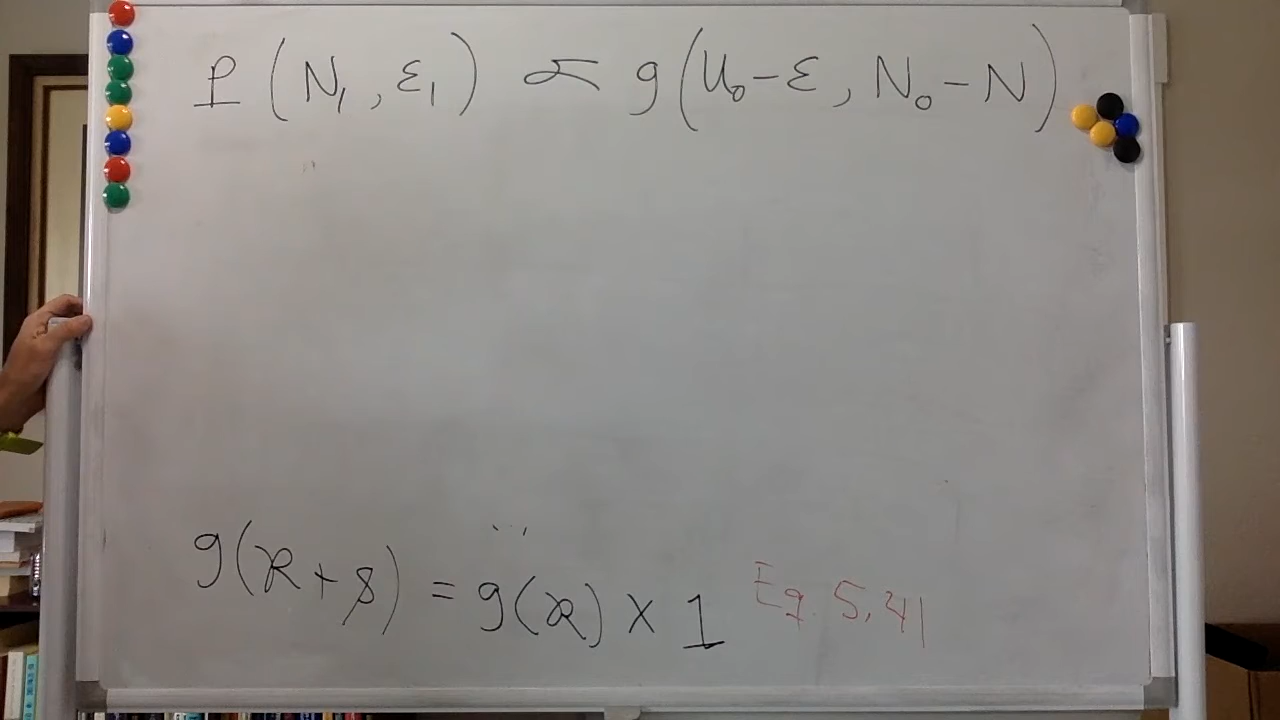 P (N₁, ε₁) ∝ g(U₀-ε, N₀-N)
g(R+S) = g(R) × 1 Eq. 5.41